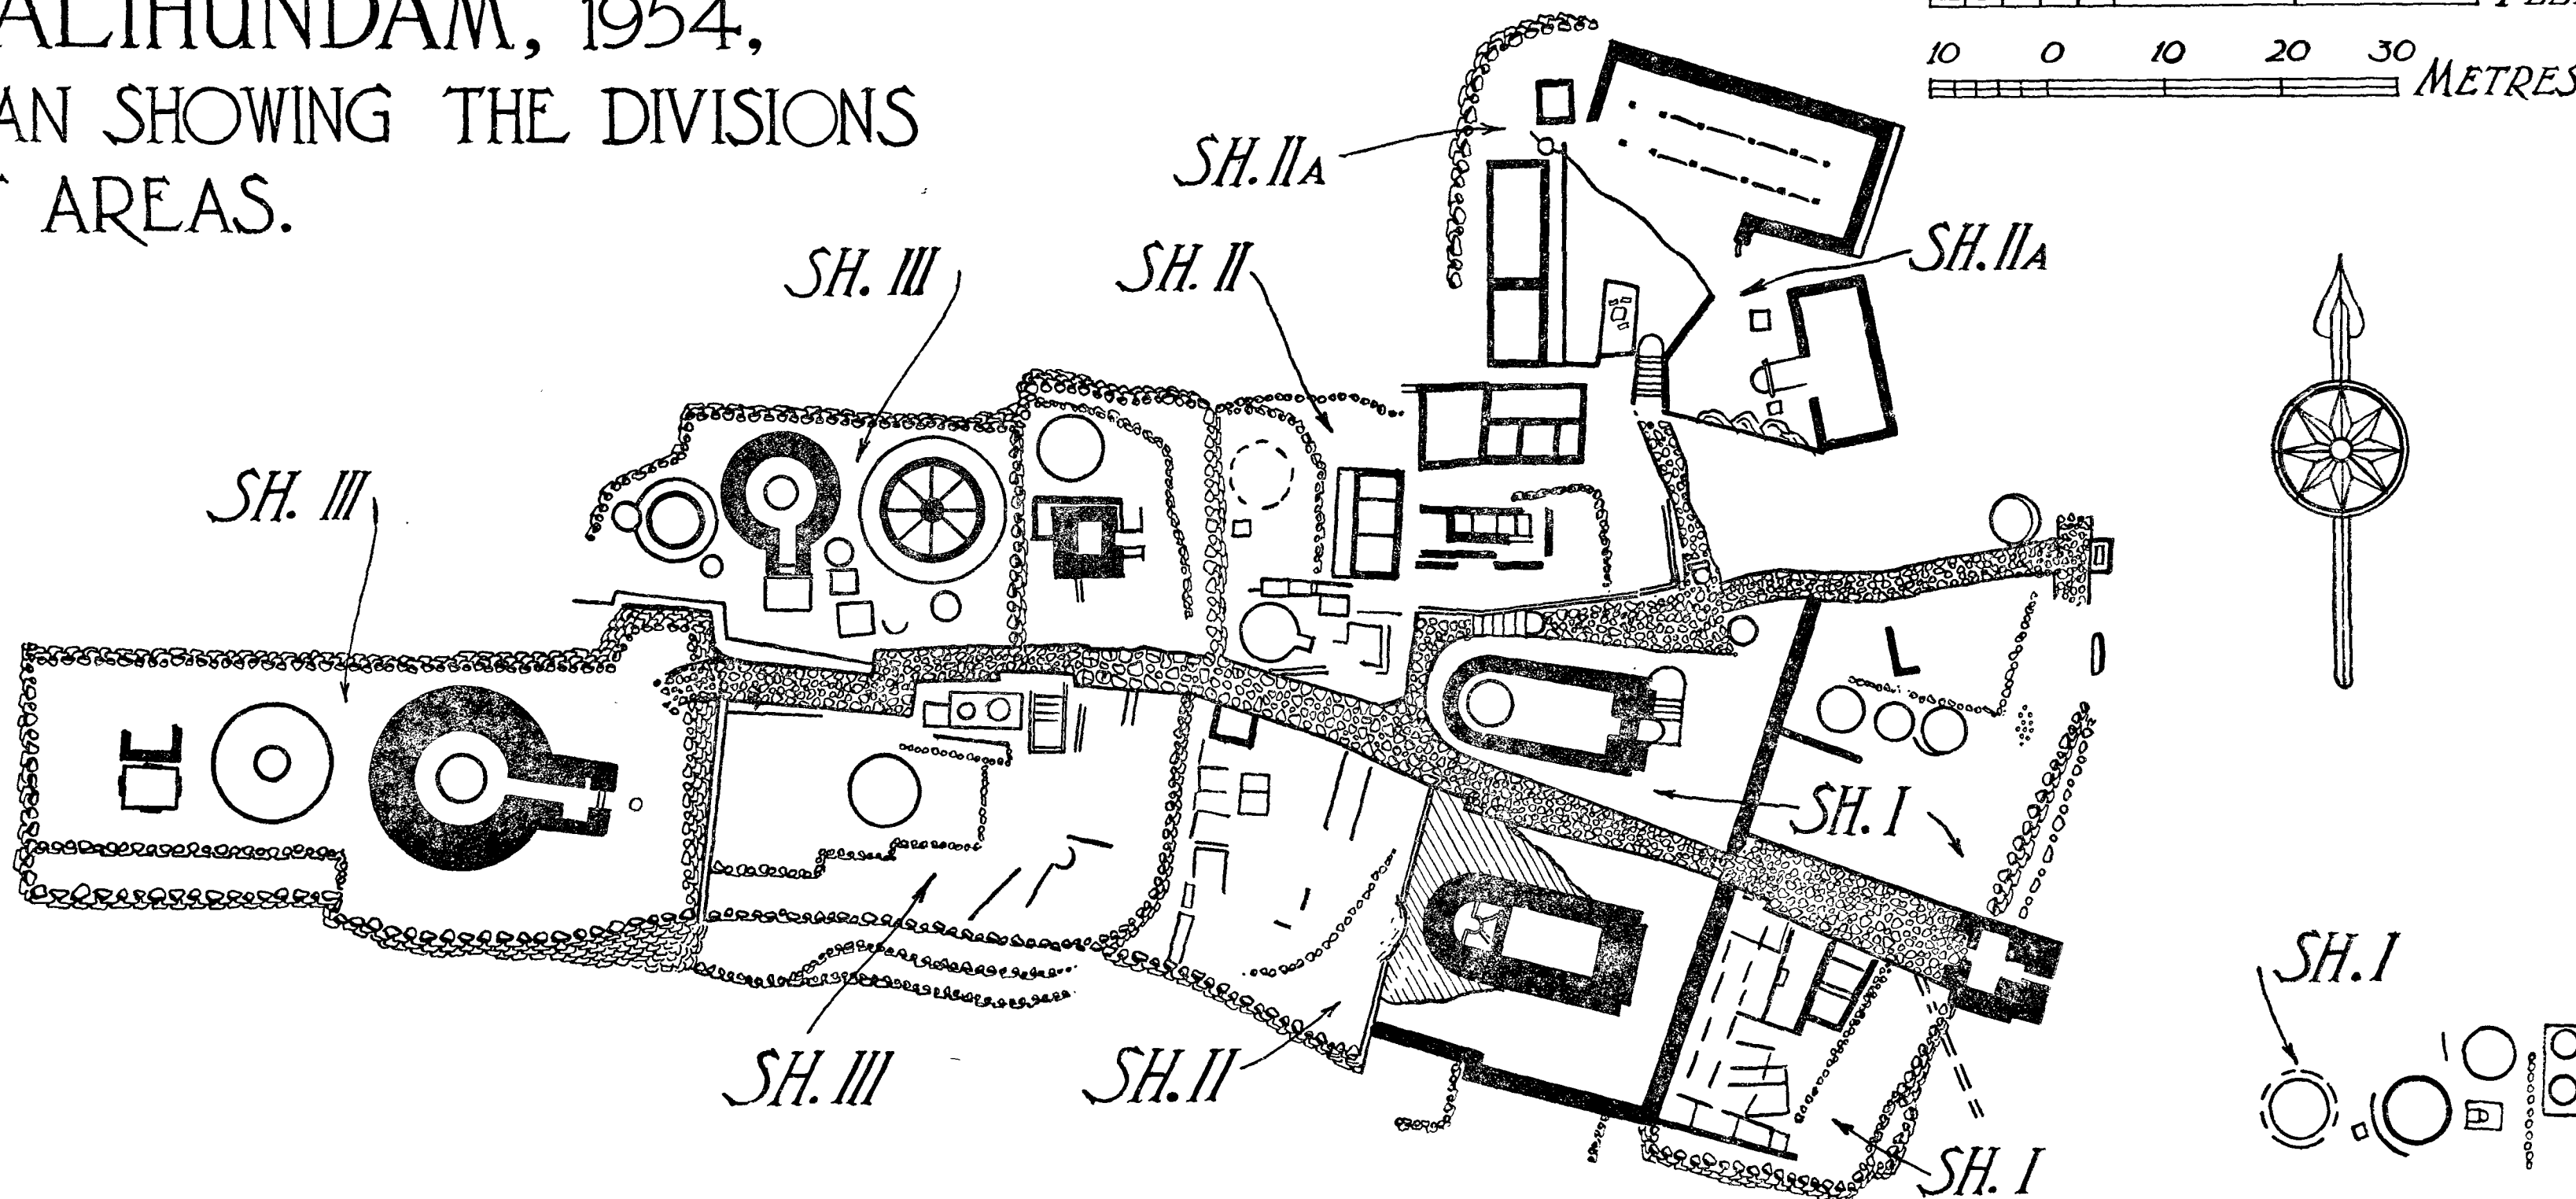 ALIHUNDAM, 1954,
AN SHOWING THE DIVISIONS
AREAS.
10 0 10 20 30 METRES
SH. IIA
SH. IIA
SH. III
SH. II
SH. III
SH. I
SH. I
SH. III
SH. II
SH. I